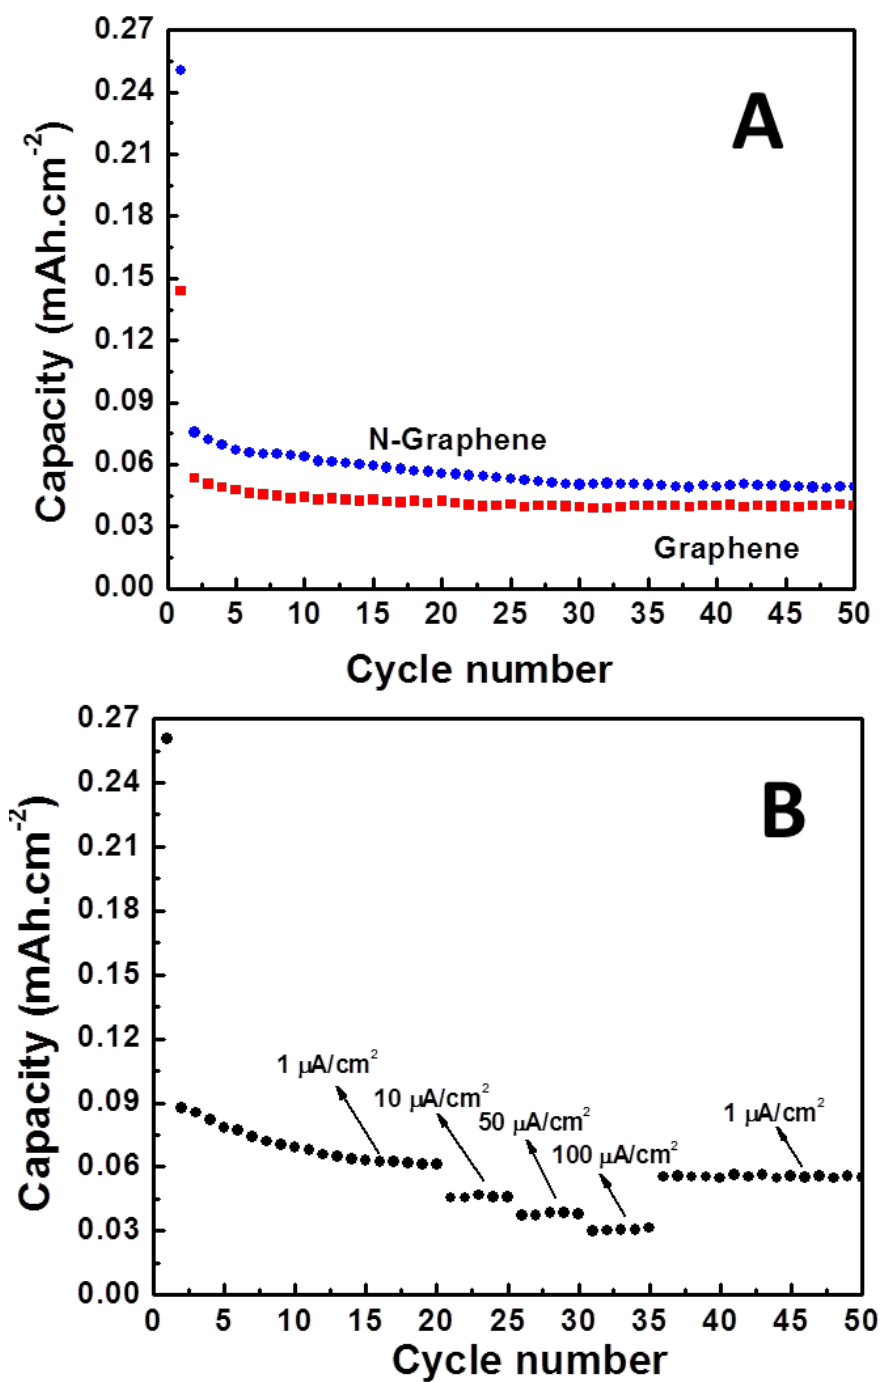 0.27
0.24
0.21
0.18
0.15
0.12
0.09
0.06
0.03
0.00
Capacity (mAh.cm⁻²)
A
N-Graphene
Graphene
0 5 10 15 20 25 30 35 40 45 50
Cycle number
0.27
0.24
0.21
0.18
0.15
0.12
0.09
0.06
0.03
0.00
Capacity (mAh.cm⁻²)
B
1 μA/cm²
10 μA/cm²
50 μA/cm²
100 μA/cm²
1 μA/cm²
0 5 10 15 20 25 30 35 40 45 50
Cycle number